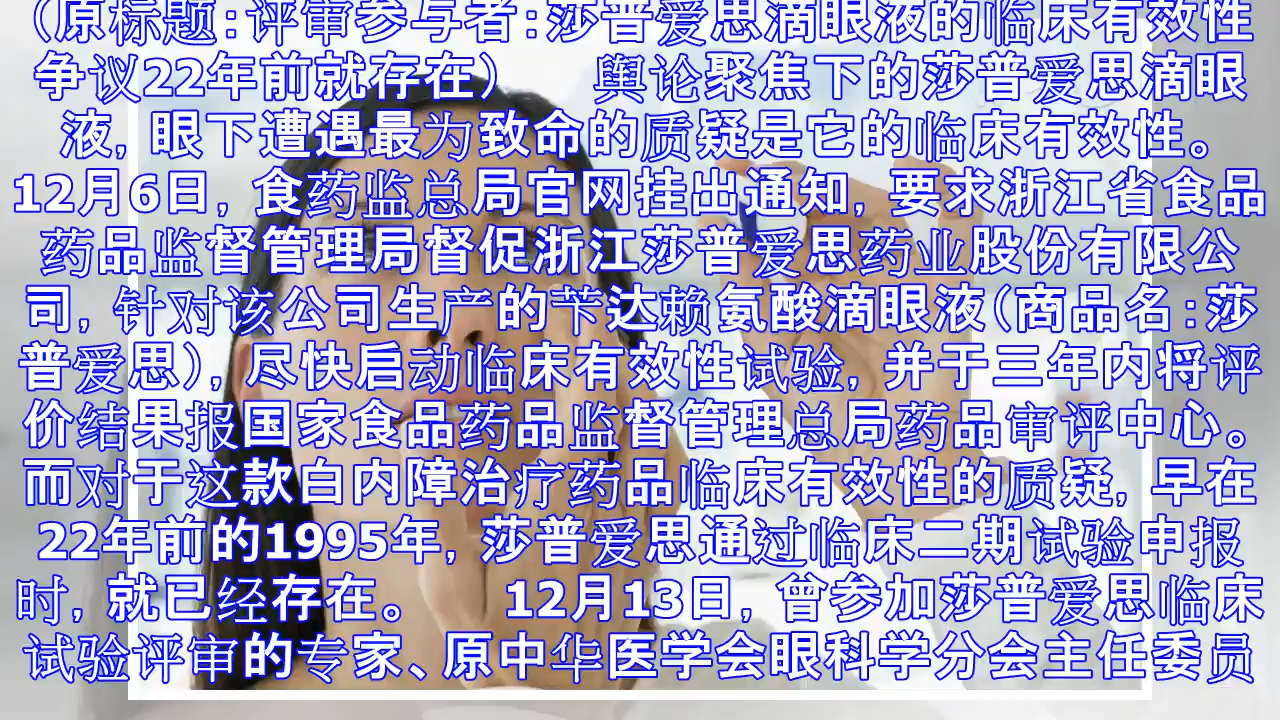 （原标题:评审参与者:莎普爱思滴眼液的临床有效性
争议22年前就存在） 舆论聚焦下的莎普爱思滴眼
液, 眼下遭遇最为致命的质疑是它的临床有效性。
12月6日, 食药监总局官网挂出通知, 要求浙江省食品
药品监督管理局督促浙江莎普爱思药业股份有限公
司, 针对该公司生产的苄达赖氨酸滴眼液（商品名:莎
普爱思）, 尽快启动临床有效性试验, 并于三年内将评
价结果报国家食品药品监督管理总局药品审评中心。
而对于这款白内障治疗药品临床有效性的质疑, 早在
22年前的1995年, 莎普爱思通过临床二期试验申报
时, 就已经存在。 12月13日, 曾参加莎普爱思临床
试验评审的专家、原中华医学会眼科学分会主任委员